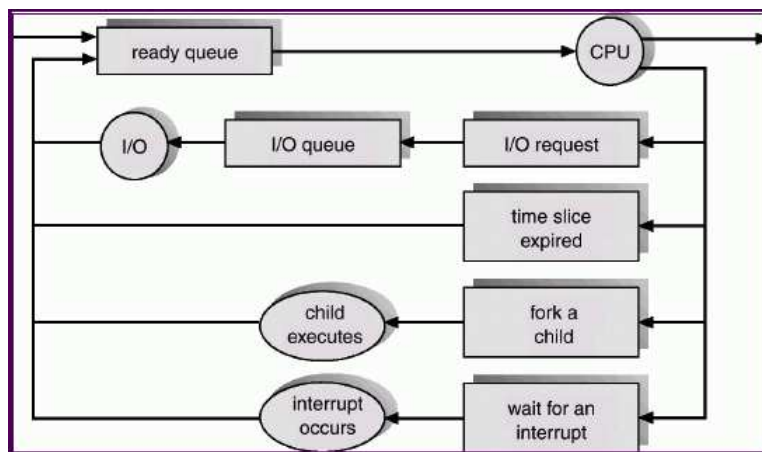 ready queue
CPU
I/O
I/O queue
I/O request
time slice
expired
child
executes
fork a
child
interrupt
occurs
wait for an
interrupt